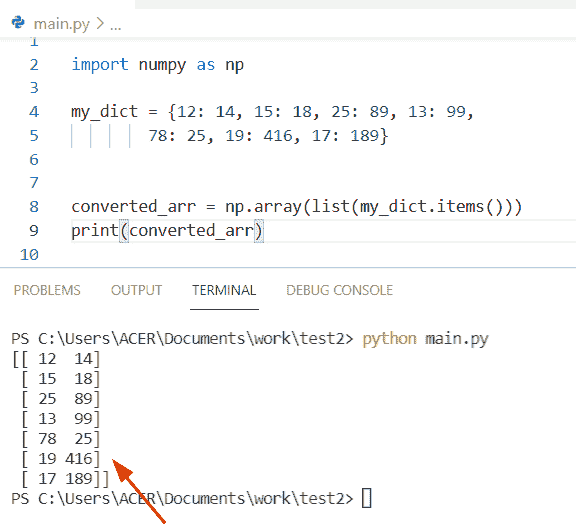 main.py > ...
1
2 import numpy as np
3
4 my_dict = {12: 14, 15: 18, 25: 89, 13: 99,
5 78: 25, 19: 416, 17: 189}
6
7
8 converted_arr = np.array(list(my_dict.items()))
9 print(converted_arr)
10
PROBLEMS OUTPUT TERMINAL DEBUG CONSOLE
PS C:\Users\ACER\Documents\work\test2> python main.py
[[ 12  14]
 [ 15  18]
 [ 25  89]
 [ 13  99]
 [ 78  25]
 [ 19 416]
 [ 17 189]]
PS C:\Users\ACER\Documents\work\test2>